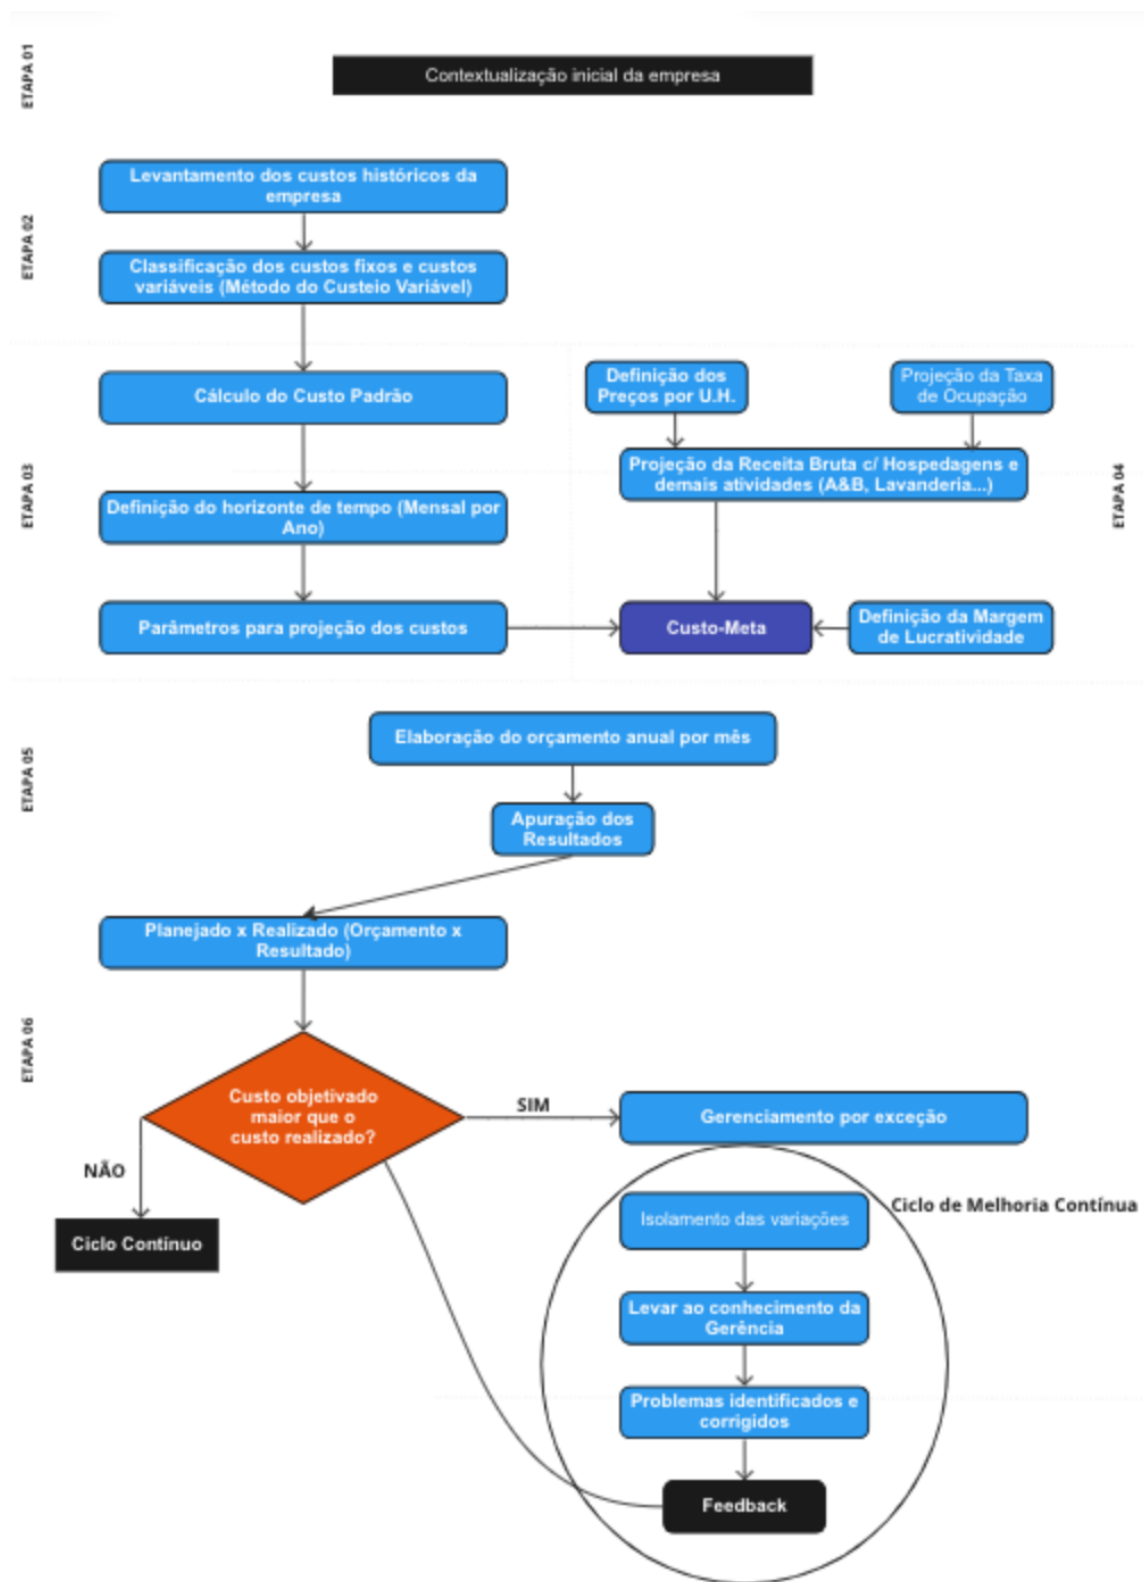 ETAPA 01
Contextualização inicial da empresa
ETAPA 02
Levantamento dos custos históricos da
empresa
Classificação dos custos fixos e custos
variáveis (Método do Custeio Variável)
ETAPA 03
Cálculo do Custo Padrão
Definição do horizonte de tempo (Mensal por
Ano)
Parâmetros para projeção dos custos
ETAPA 04
Definição dos
Preços por U.H.
Projeção da Taxa
de Ocupação
Projeção da Receita Bruta c/ Hospedagens e
demais atividades (A&B, Lavanderia...)
Custo-Meta
Definição da Margem
de Lucratividade
ETAPA 05
Elaboração do orçamento anual por mês
Apuração dos
Resultados
ETAPA 06
Planejado x Realizado (Orçamento x
Resultado)
Custo objetivado
maior que o
custo realizado?
NÃO
Ciclo Contínuo
SIM
Gerenciamento por exceção
Ciclo de Melhoria Contínua
Isolamento das variações
Levar ao conhecimento da
Gerência
Problemas identificados e
corrigidos
Feedback